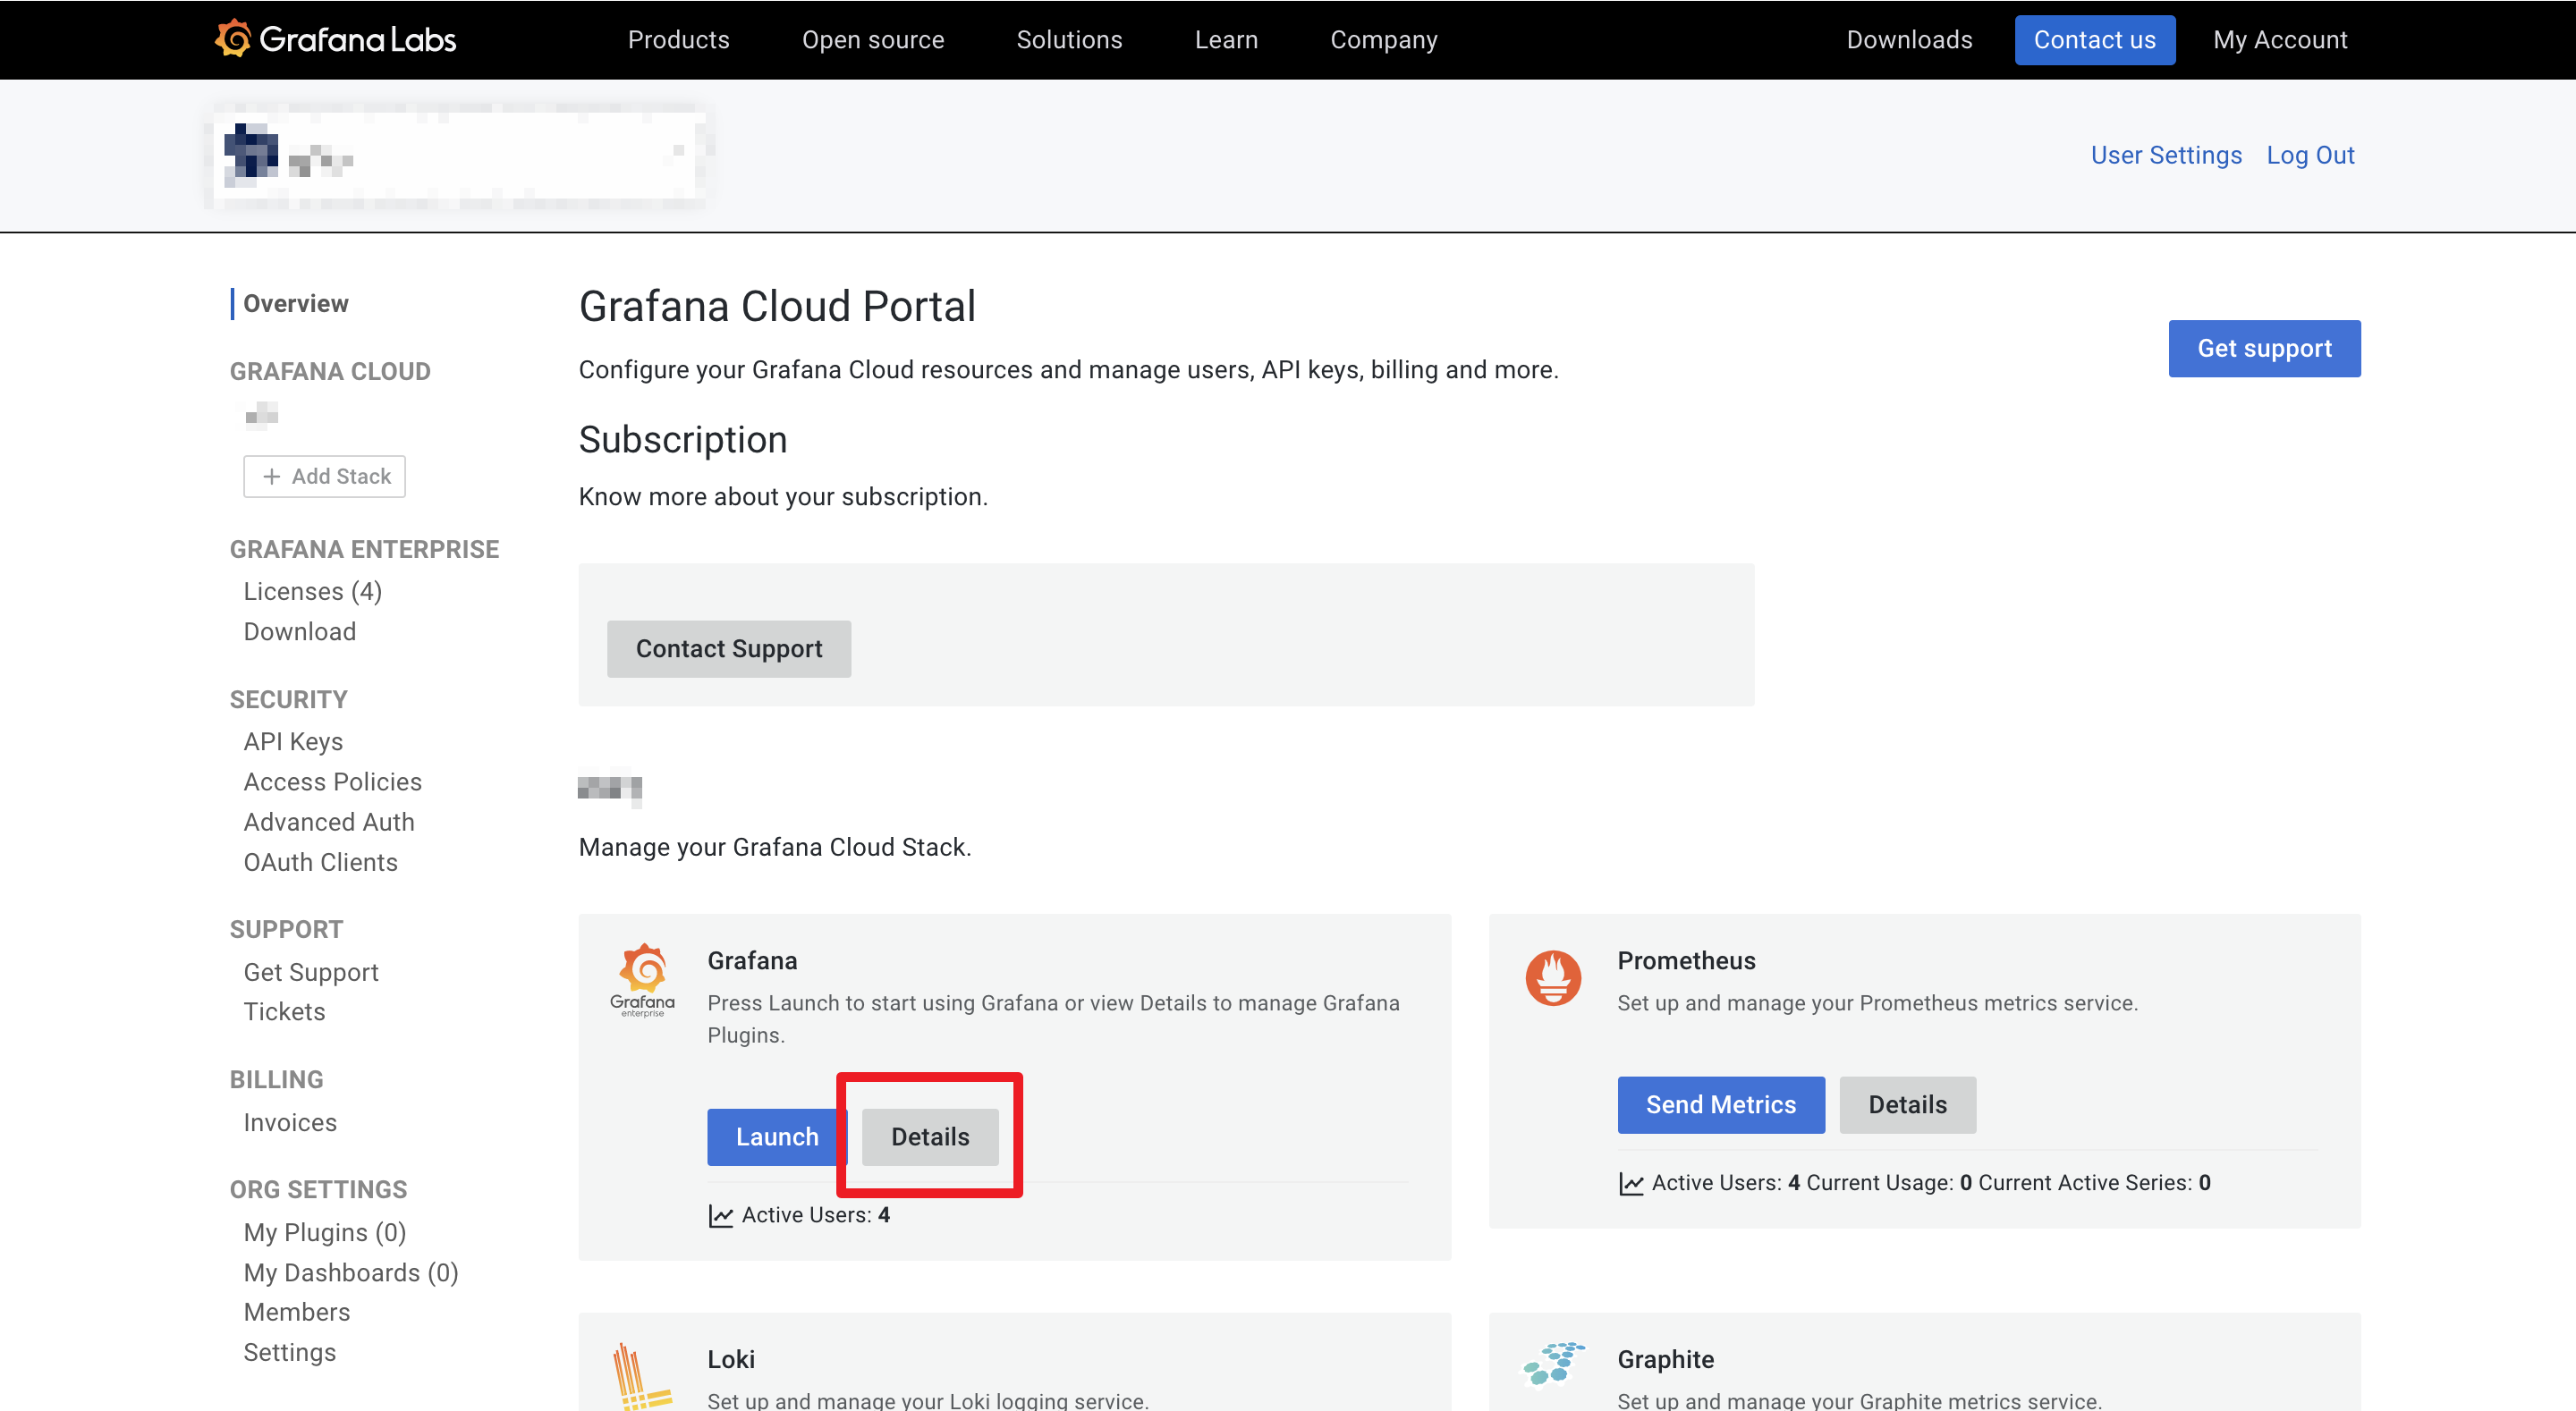 Grafana Labs
Products
Open source
Solutions
Learn
Company
Downloads
Contact us
My Account
User Settings
Log Out
Overview
GRAFANA CLOUD
+ Add Stack
GRAFANA ENTERPRISE
Licenses (4)
Download
SECURITY
API Keys
Access Policies
Advanced Auth
OAuth Clients
SUPPORT
Get Support
Tickets
BILLING
Invoices
ORG SETTINGS
My Plugins (0)
My Dashboards (0)
Members
Settings
Grafana Cloud Portal
Configure your Grafana Cloud resources and manage users, API keys, billing and more.
Get support
Subscription
Know more about your subscription.
Contact Support
Manage your Grafana Cloud Stack.
Grafana
enterprise
Grafana
Press Launch to start using Grafana or view Details to manage Grafana
Plugins.
Launch
Details
Active Users: 4
Prometheus
Set up and manage your Prometheus metrics service.
Send Metrics
Details
Active Users: 4 Current Usage: 0 Current Active Series: 0
Loki
Set up and manage your Loki logging service.
Graphite
Set up and manage your Graphite metrics service.